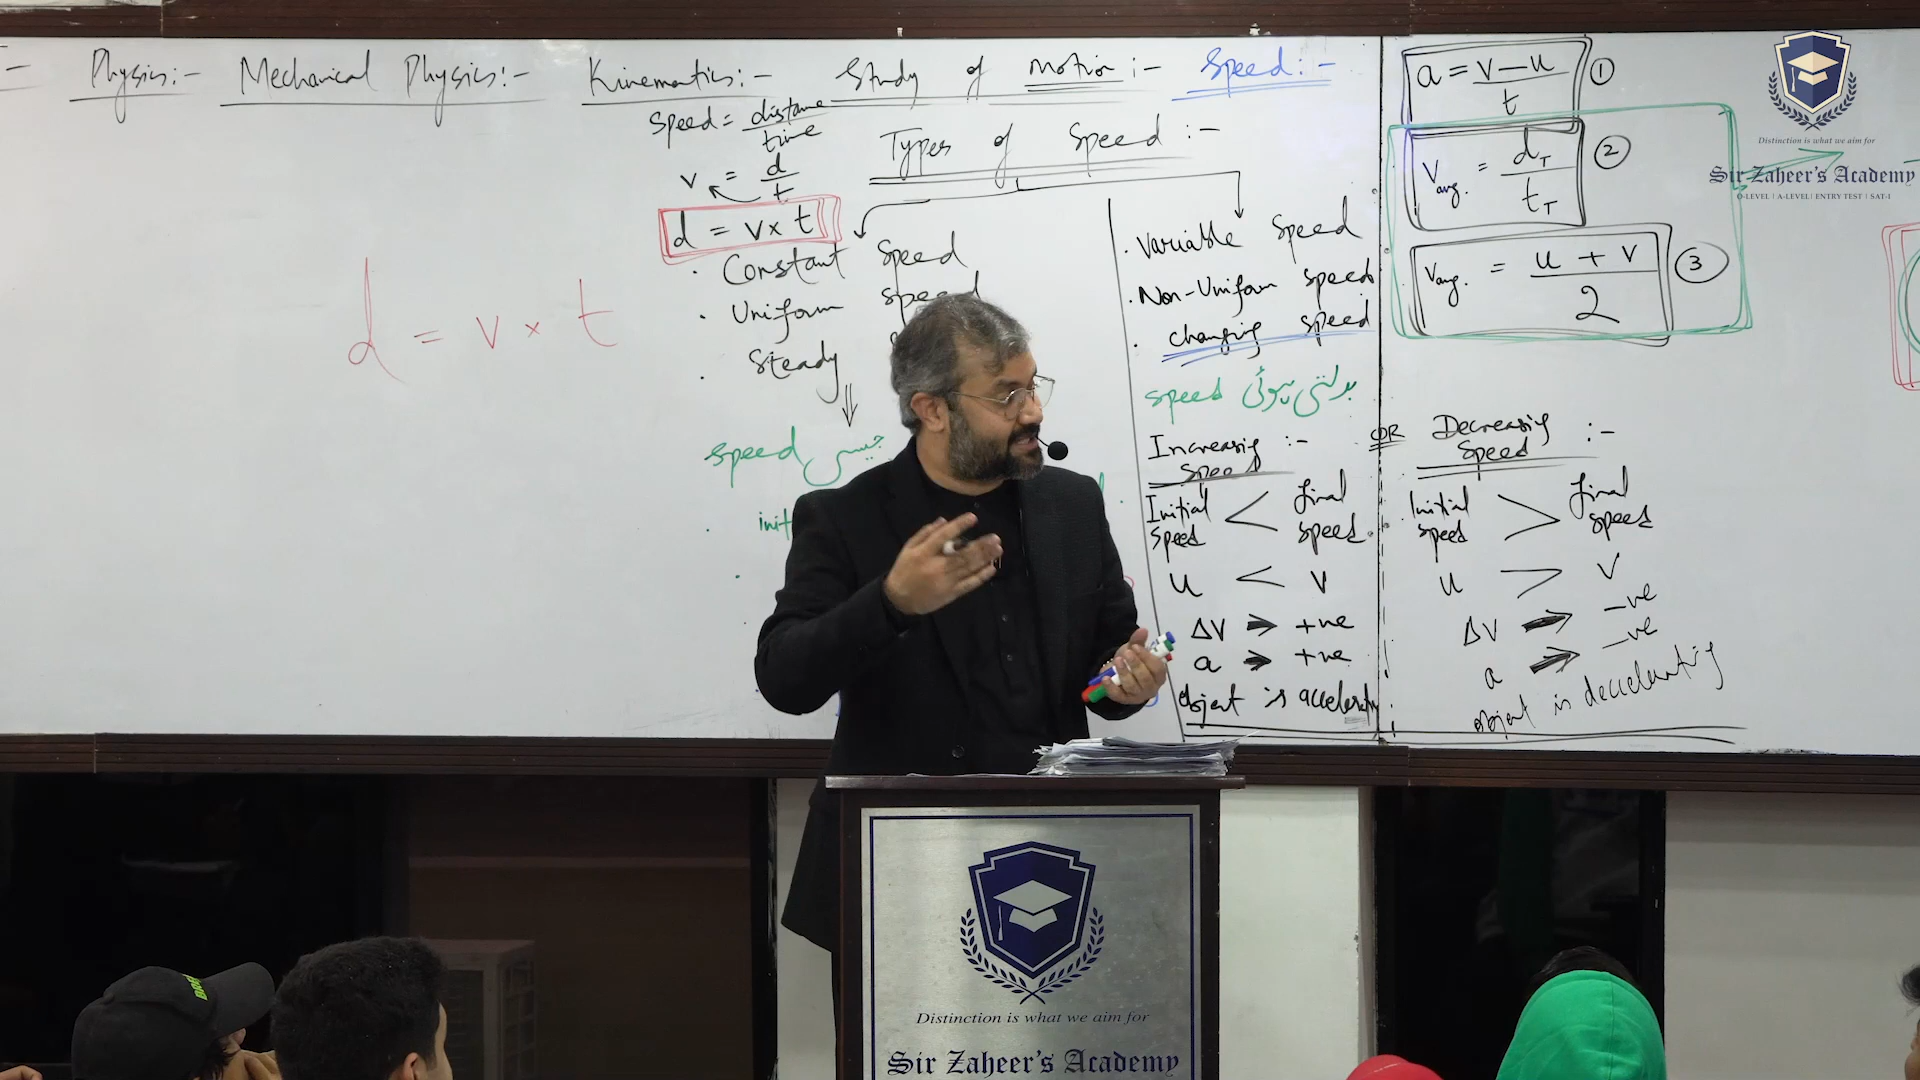 Physics:- Mechanical Physics:- Kinematics:- Study of Motion:- Speed:-
speed = distance / time
v = d / t
d = v × t
d = v × t
Types of Speed :-
· Constant Speed
· Uniform speed
· Steady
speed جیسی
· init
· Variable Speed
· Non-Uniform speed
· changing speed
بدلتی ہوئی speed
Increasing Speed :-
Initial speed < final speed
u < v
ΔV → +ve
a → +ve
object is accelerating
OR
Decreasing Speed :-
Initial speed > final speed
u > v
ΔV → -ve
a → -ve
object is decelerating
a = v - u / t ①
Vavg. = dT / tT ②
Vavg. = u + v / 2 ③
Distinction is what we aim for
Sir Zaheer's Academy
O-LEVEL | A-LEVEL | ENTRY TEST | SAT-I
Distinction is what we aim for
Sir Zaheer's Academy